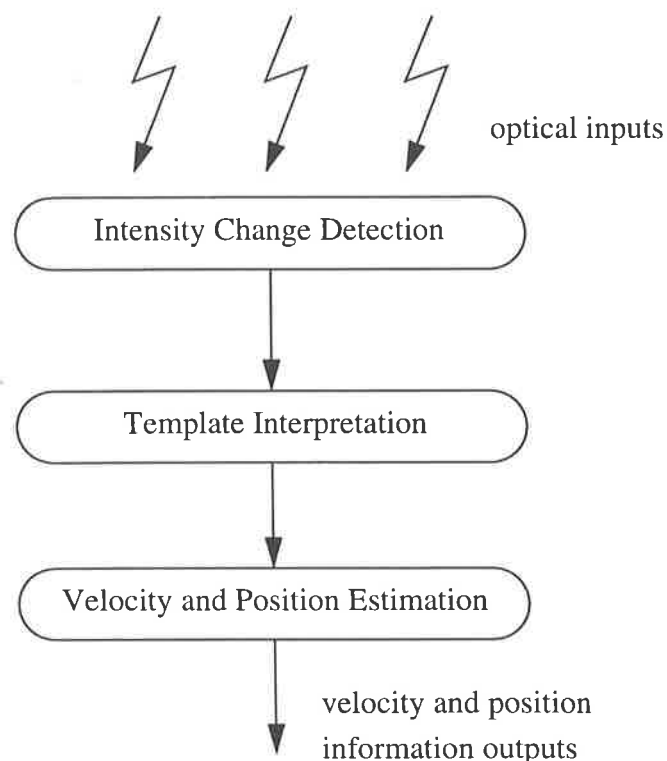 optical inputs
Intensity Change Detection
Template Interpretation
Velocity and Position Estimation
velocity and position
information outputs